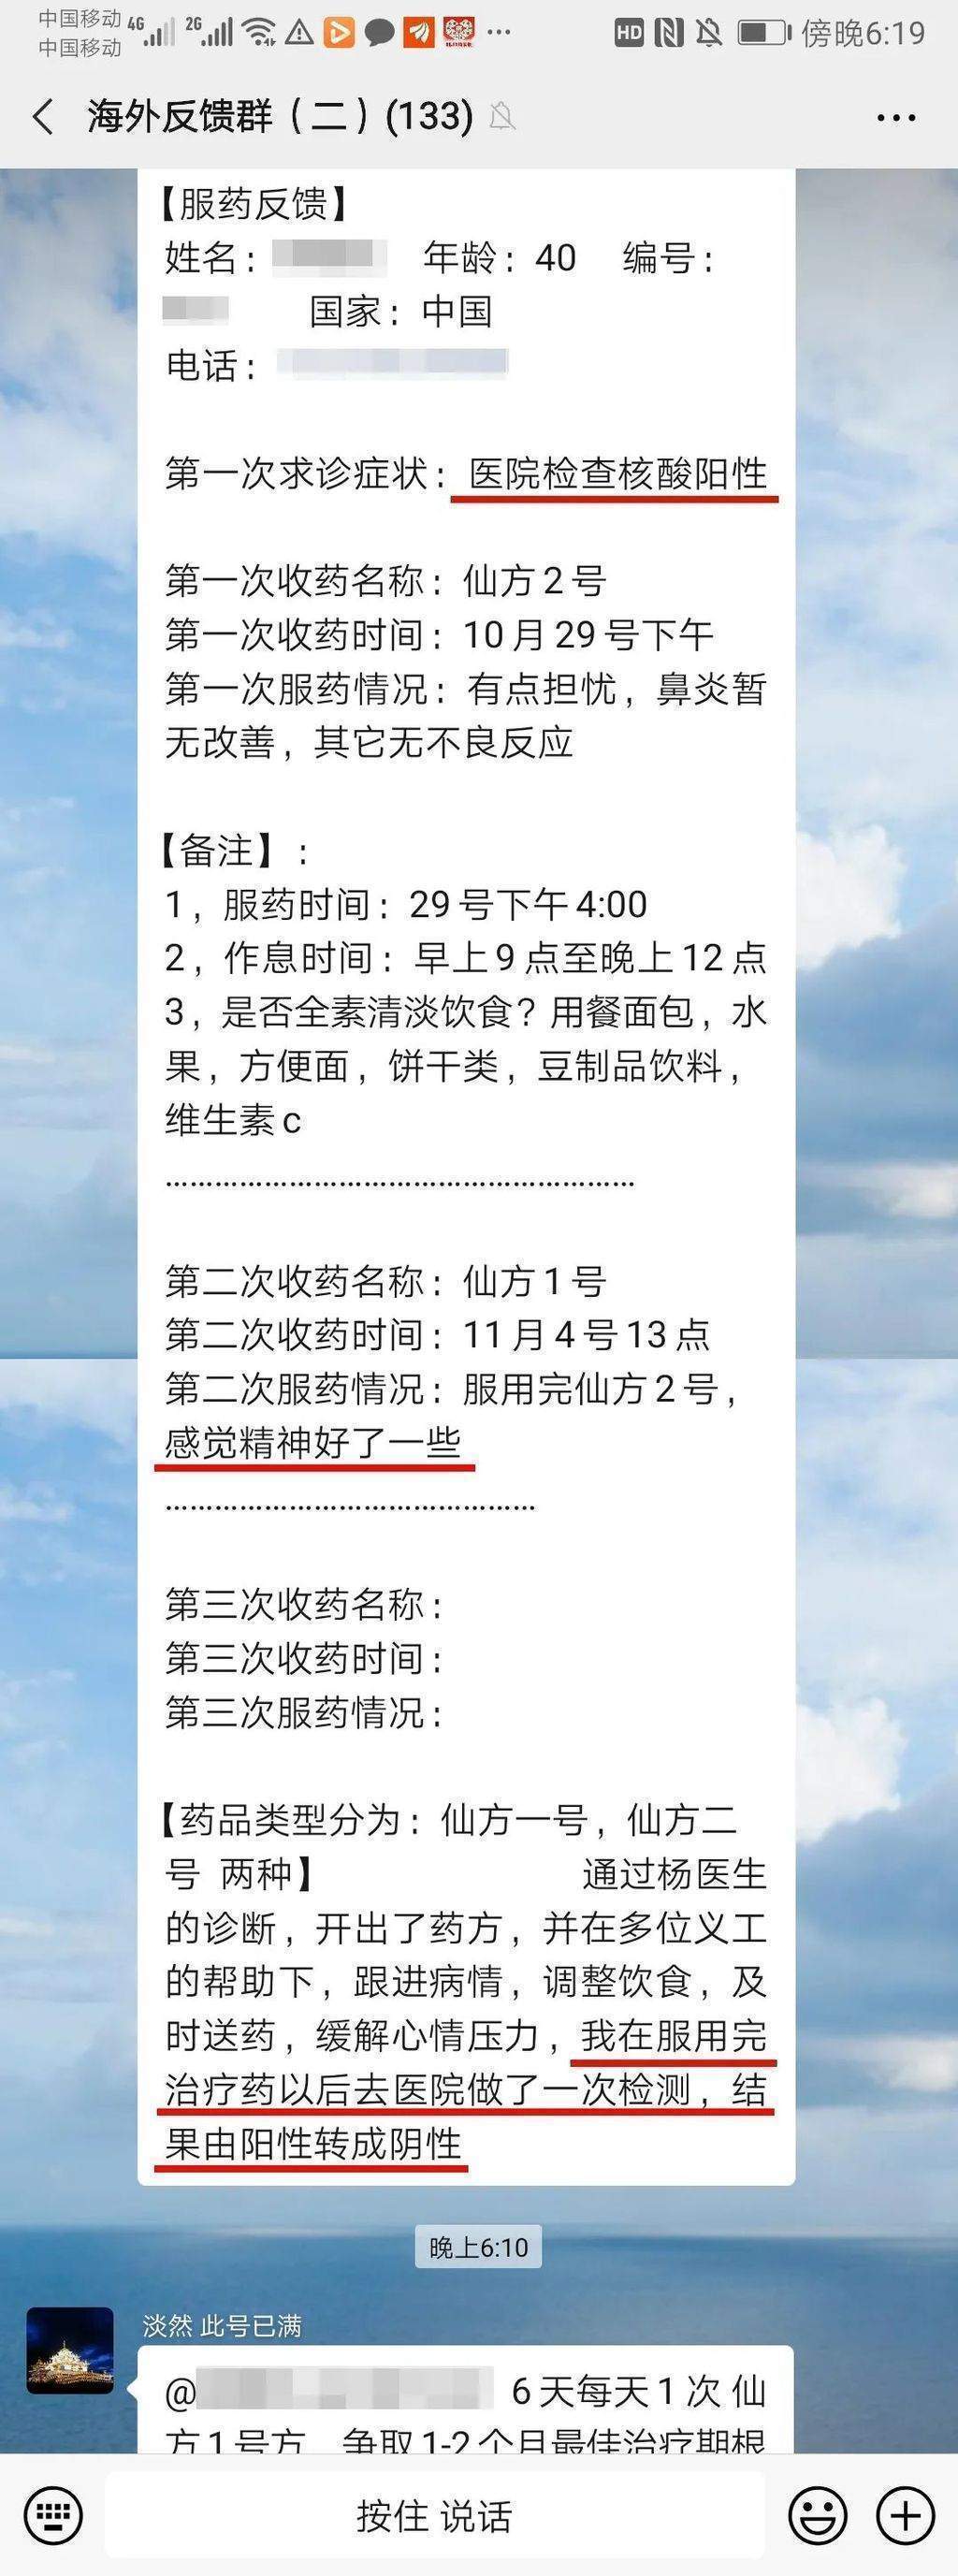 中国移动 4G 2G HD 傍晚6:19
中国移动
海外反馈群（二）(133)
【服药反馈】
姓名： 年龄：40 编号：
国家：中国
电话：
第一次求诊症状：医院检查核酸阳性
第一次收药名称：仙方2号
第一次收药时间：10月29号下午
第一次服药情况：有点担忧，鼻炎暂
无改善，其它无不良反应
【备注】：
1，服药时间：29号下午4:00
2，作息时间：早上9点至晚上12点
3，是否全素清淡饮食？用餐面包，水
果，方便面，饼干类，豆制品饮料，
维生素c
………………………………………………
第二次收药名称：仙方1号
第二次收药时间：11月4号13点
第二次服药情况：服用完仙方2号，
感觉精神好了一些
……………………………………
第三次收药名称：
第三次收药时间：
第三次服药情况：
【药品类型分为：仙方一号，仙方二
号 两种】 通过杨医生
的诊断，开出了药方，并在多位义工
的帮助下，跟进病情，调整饮食，及
时送药，缓解心情压力，我在服用完
治疗药以后去医院做了一次检测，结
果由阳性转成阴性
晚上6:10
淡然 此号已满
@ 6天每天1次 仙
方1号方 争取1-2个月最佳治疗期根
按住 说话